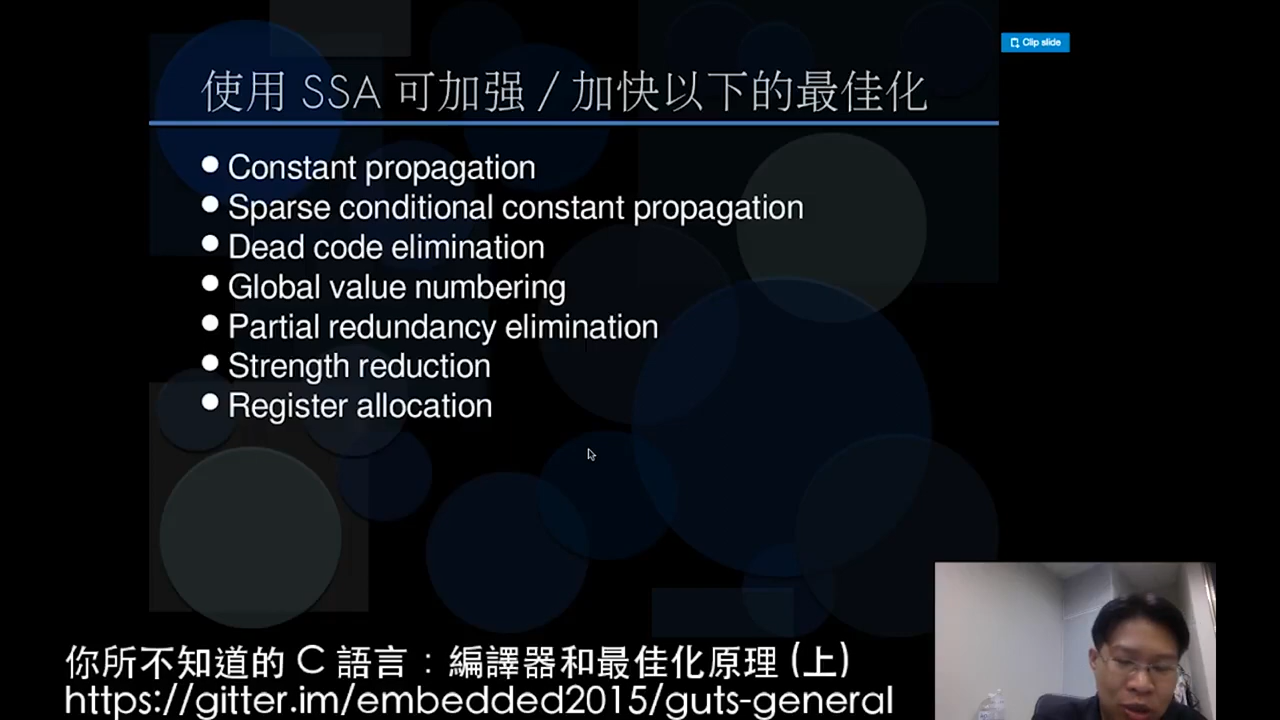 Clip slide
使用 SSA 可加强 / 加快以下的最佳化
Constant propagation
Sparse conditional constant propagation
Dead code elimination
Global value numbering
Partial redundancy elimination
Strength reduction
Register allocation
你所不知道的 C 語言：編譯器和最佳化原理 (上)
https://gitter.im/embedded2015/guts-general